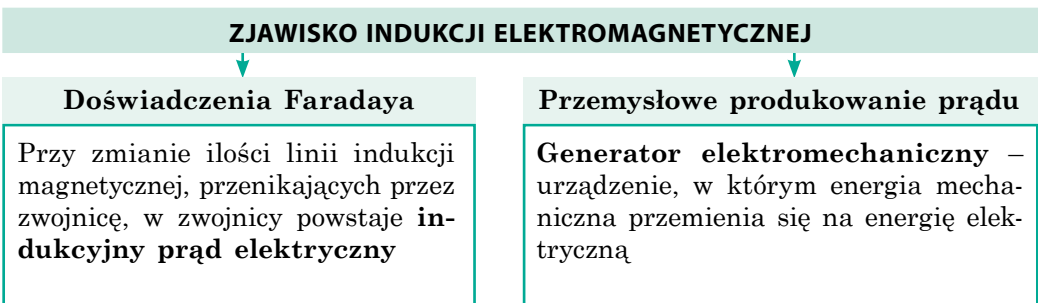 ZJAWISKO INDUKCJI ELEKTROMAGNETYCZNEJ
Doświadczenia Faradaya
Przy zmianie ilości linii indukcji
magnetycznej, przenikających przez
zwojnicę, w zwojnicy powstaje in-
dukcyjny prąd elektryczny
Przemysłowe produkowanie prądu
Generator elektromechaniczny –
urządzenie, w którym energia mecha-
niczna przemienia się na energię elek-
tryczną